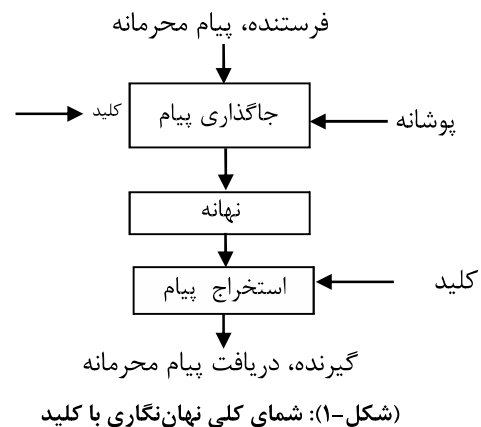 فرستنده، پیام محرمانه
جاگذاری پیام
کلید
پوشانه
نهانه
استخراج پیام
کلید
گیرنده، دریافت پیام محرمانه
(شکل-۱): شمای کلی نهان‌نگاری با کلید